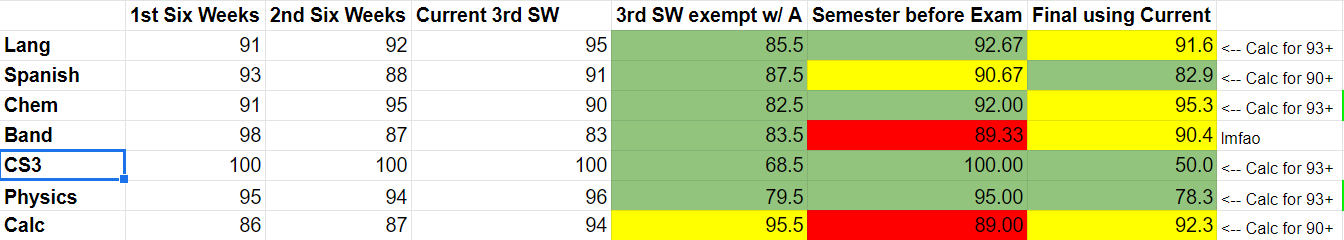 1st Six Weeks 2nd Six Weeks Current 3rd SW 3rd SW exempt w/ A Semester before Exam Final using Current
Lang 91 92 95 85.5 92.67 91.6 <-- Calc for 93+
Spanish 93 88 91 87.5 90.67 82.9 <-- Calc for 90+
Chem 91 95 90 82.5 92.00 95.3 <-- Calc for 93+
Band 98 87 83 83.5 89.33 90.4 lmfao
CS3 100 100 100 68.5 100.00 50.0 <-- Calc for 93+
Physics 95 94 96 79.5 95.00 78.3 <-- Calc for 93+
Calc 86 87 94 95.5 89.00 92.3 <-- Calc for 90+